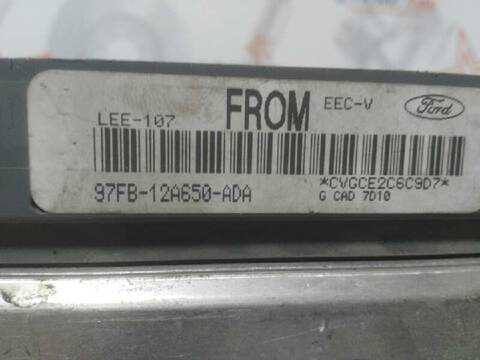 LEE-107 FROM EEC-V Ford
97FB-12A650-ADA *CVGCE2C6C9D7*
G CAD 7D10